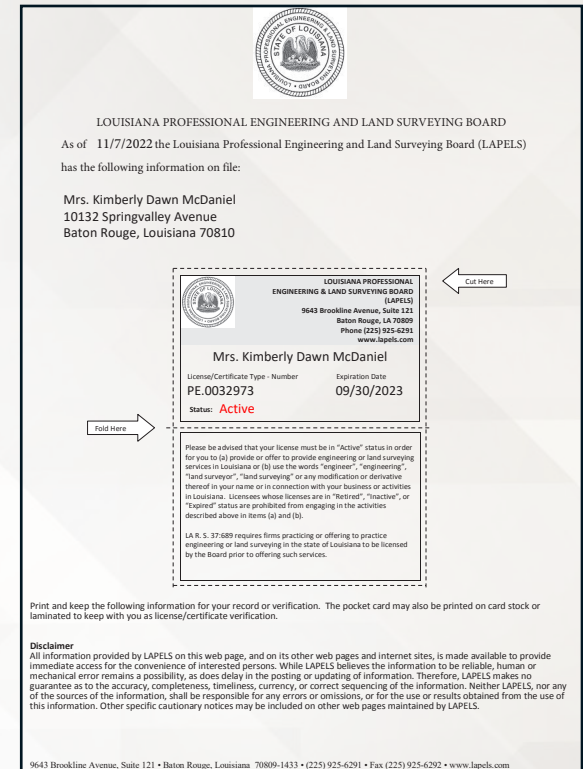 PROFESSIONAL ENGINEERING & LAND SURVEYING
STATE OF LOUISIANA
BOARD
LOUISIANA PROFESSIONAL ENGINEERING AND LAND SURVEYING BOARD
As of 11/7/2022 the Louisiana Professional Engineering and Land Surveying Board (LAPELS)
has the following information on file:
Mrs. Kimberly Dawn McDaniel
10132 Springvalley Avenue
Baton Rouge, Louisiana 70810
Cut Here
LOUISIANA PROFESSIONAL
ENGINEERING & LAND SURVEYING BOARD
(LAPELS)
9643 Brookline Avenue, Suite 121
Baton Rouge, LA 70809
Phone (225) 925-6291
www.lapels.com
Mrs. Kimberly Dawn McDaniel
License/Certificate Type - Number Expiration Date
PE.0032973 09/30/2023
Status: Active
Fold Here
Please be advised that your license must be in "Active" status in order
for you to (a) provide or offer to provide engineering or land surveying
services in Louisiana or (b) use the words "engineer", "engineering",
"land surveyor", "land surveying" or any modification or derivative
thereof in your name or in connection with your business or activities
in Louisiana. Licensees whose licenses are in "Retired", "Inactive", or
"Expired" status are prohibited from engaging in the activities
described above in items (a) and (b).
LA R. S. 37:689 requires firms practicing or offering to practice
engineering or land surveying in the state of Louisiana to be licensed
by the Board prior to offering such services.
Print and keep the following information for your record or verification. The pocket card may also be printed on card stock or
laminated to keep with you as license/certificate verification.
Disclaimer
All information provided by LAPELS on this web page, and on its other web pages and internet sites, is made available to provide
immediate access for the convenience of interested persons. While LAPELS believes the information to be reliable, human or
mechanical error remains a possibility, as does delay in the posting or updating of information. Therefore, LAPELS makes no
guarantee as to the accuracy, completeness, timeliness, currency, or correct sequencing of the information. Neither LAPELS, nor any
of the sources of the information, shall be responsible for any errors or omissions, or for the use or results obtained from the use of
this information. Other specific cautionary notices may be included on other web pages maintained by LAPELS.
9643 Brookline Avenue, Suite 121 • Baton Rouge, Louisiana 70809-1433 • (225) 925-6291 • Fax (225) 925-6292 • www.lapels.com